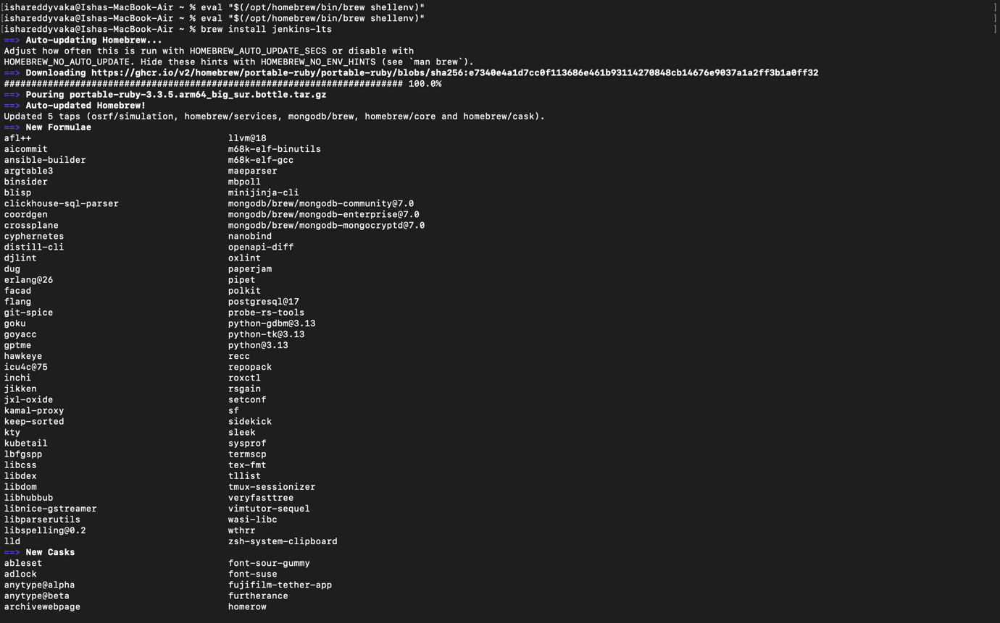 [ishareddyvaka@Ishas-MacBook-Air ~ % eval "$(/opt/homebrew/bin/brew shellenv)" ]
[ishareddyvaka@Ishas-MacBook-Air ~ % eval "$(/opt/homebrew/bin/brew shellenv)" ]
[ishareddyvaka@Ishas-MacBook-Air ~ % brew install jenkins-lts ]
==> Auto-updating Homebrew...
Adjust how often this is run with HOMEBREW_AUTO_UPDATE_SECS or disable with
HOMEBREW_NO_AUTO_UPDATE. Hide these hints with HOMEBREW_NO_ENV_HINTS (see `man brew`).
==> Downloading https://ghcr.io/v2/homebrew/portable-ruby/portable-ruby/blobs/sha256:e7340e4a1d7cc0f113686e461b93114270848cb14676e9037a1a2ff3b1a0ff32
######################################################################### 100.0%
==> Pouring portable-ruby-3.3.5.arm64_big_sur.bottle.tar.gz
==> Auto-updated Homebrew!
Updated 5 taps (osrf/simulation, homebrew/services, mongodb/brew, homebrew/core and homebrew/cask).
==> New Formulae
afl++ llvm@18
aicommit m68k-elf-binutils
ansible-builder m68k-elf-gcc
argtable3 maeparser
binsider mbpoll
blisp minijinja-cli
clickhouse-sql-parser mongodb/brew/mongodb-community@7.0
coordgen mongodb/brew/mongodb-enterprise@7.0
crossplane mongodb/brew/mongodb-mongocryptd@7.0
cyphernetes nanobind
distill-cli openapi-diff
djlint oxlint
dug paperjam
erlang@26 pipet
facad polkit
flang postgresql@17
git-spice probe-rs-tools
goku python-gdbm@3.13
goyacc python-tk@3.13
gptme python@3.13
hawkeye recc
icu4c@75 repopack
inchi roxctl
jikken rsgain
jxl-oxide setconf
kamal-proxy sf
keep-sorted sidekick
kty sleek
kubetail sysprof
lbfgspp termscp
libcss tex-fmt
libdex tllist
libdom tmux-sessionizer
libhubbub veryfasttree
libnice-gstreamer vimtutor-sequel
libparserutils wasi-libc
libspelling@0.2 wthrr
lld zsh-system-clipboard
==> New Casks
ableset font-sour-gummy
adlock font-suse
anytype@alpha fujifilm-tether-app
anytype@beta furtherance
archivewebpage homerow